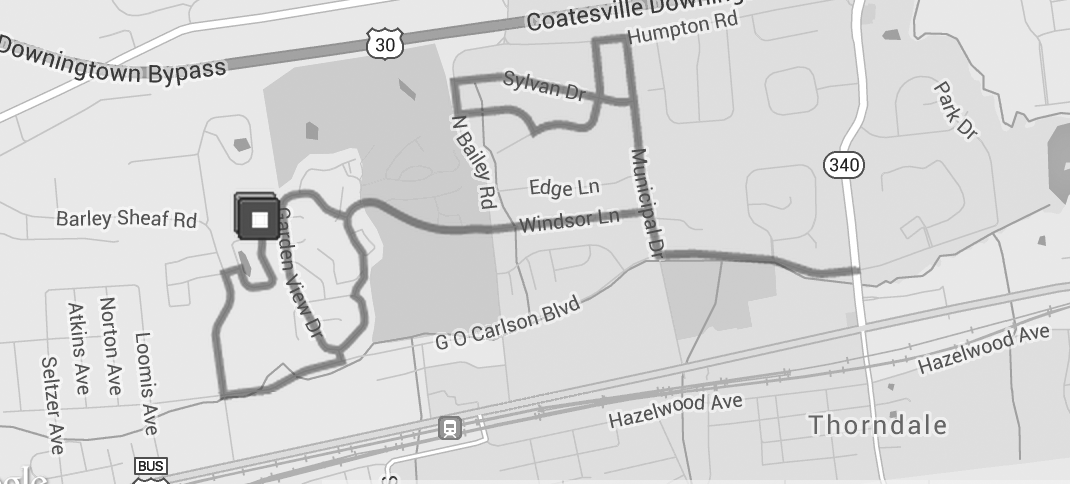 Coatesville Downing
Humpton Rd
30
Downingtown Bypass
Sylvan Dr
Park Dr
N Bailey Rd
Municipal Dr
340
Edge Ln
Barley Sheaf Rd
Windsor Ln
Garden View Dr
G O Carlson Blvd
Atkins Ave
Norton Ave
Loomis Ave
Seltzer Ave
Hazelwood Ave
Hazelwood Ave
Thorndale
BUS